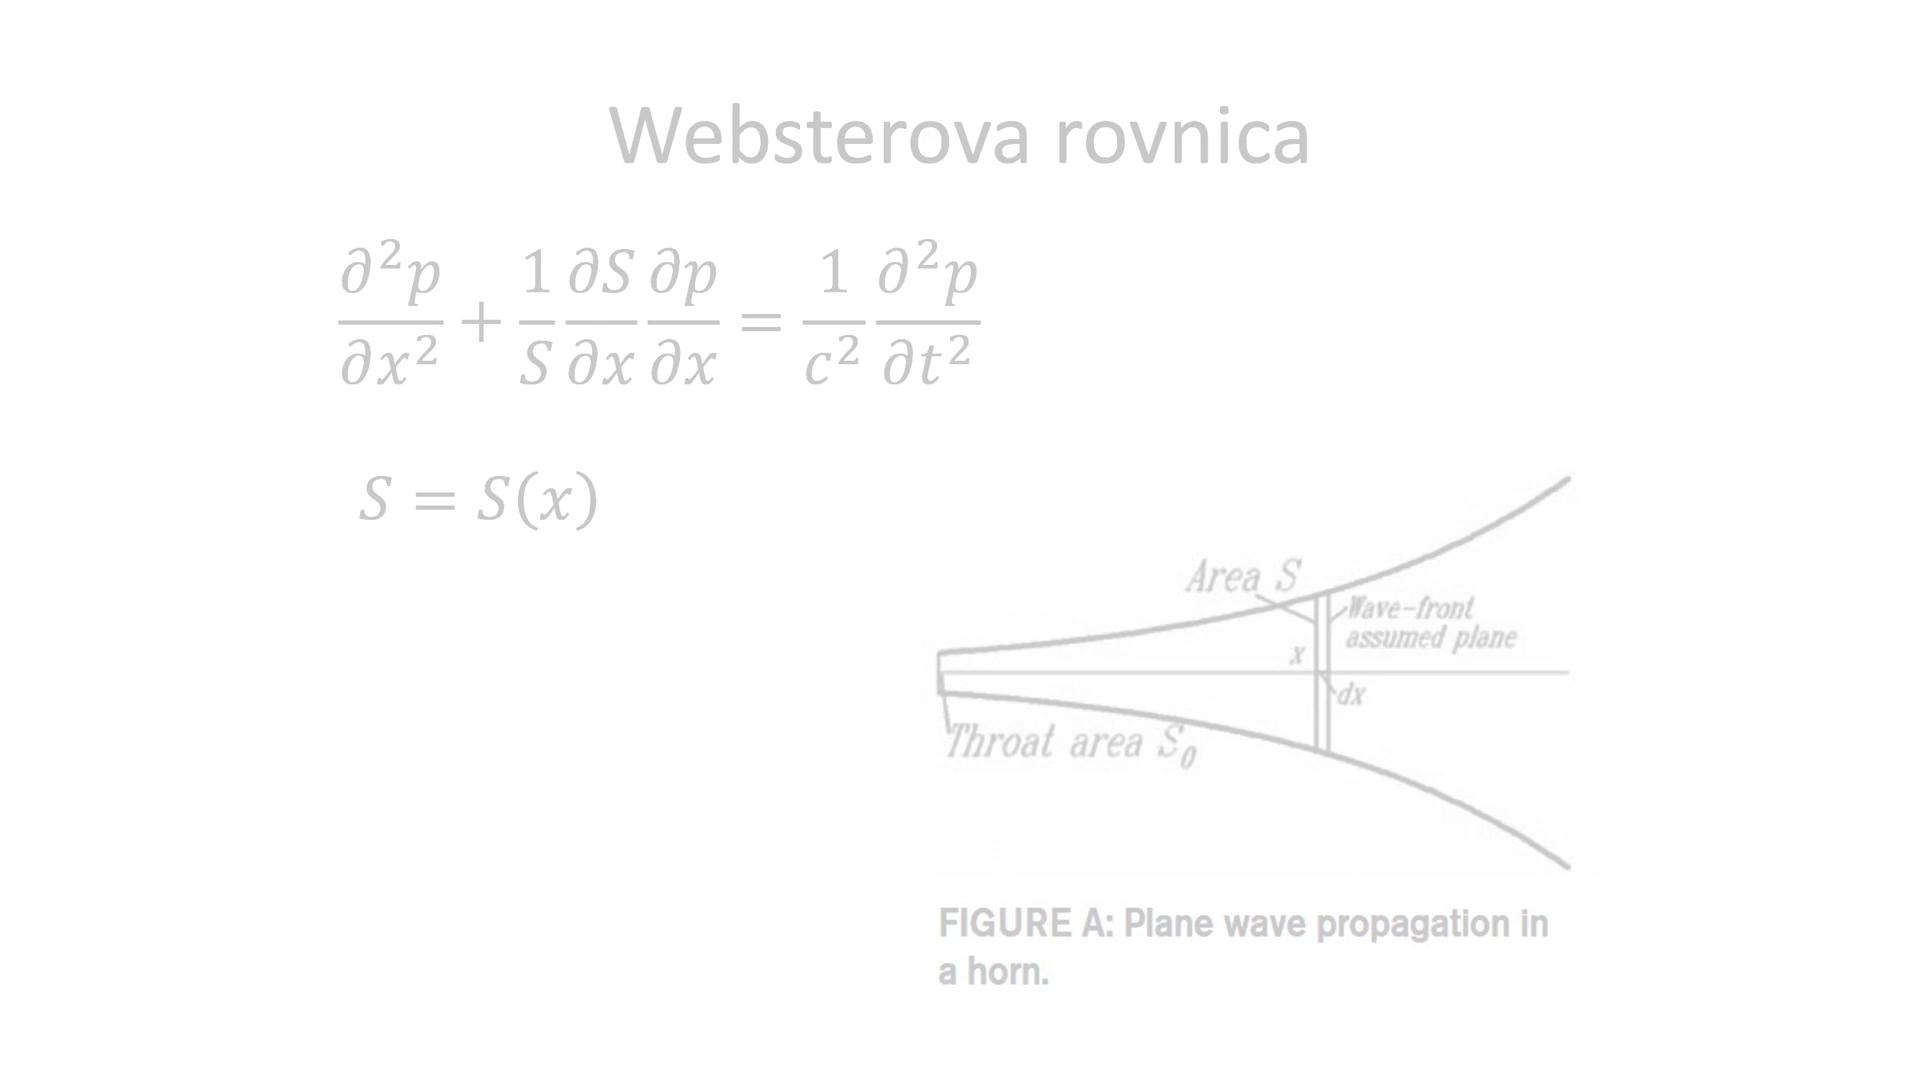 Websterova rovnica
∂²p/∂x² + 1/S ∂S/∂x ∂p/∂x = 1/c² ∂²p/∂t²
S = S(x)
Area S
Wave-front
assumed plane
x
dx
Throat area S₀
FIGURE A: Plane wave propagation in
a horn.